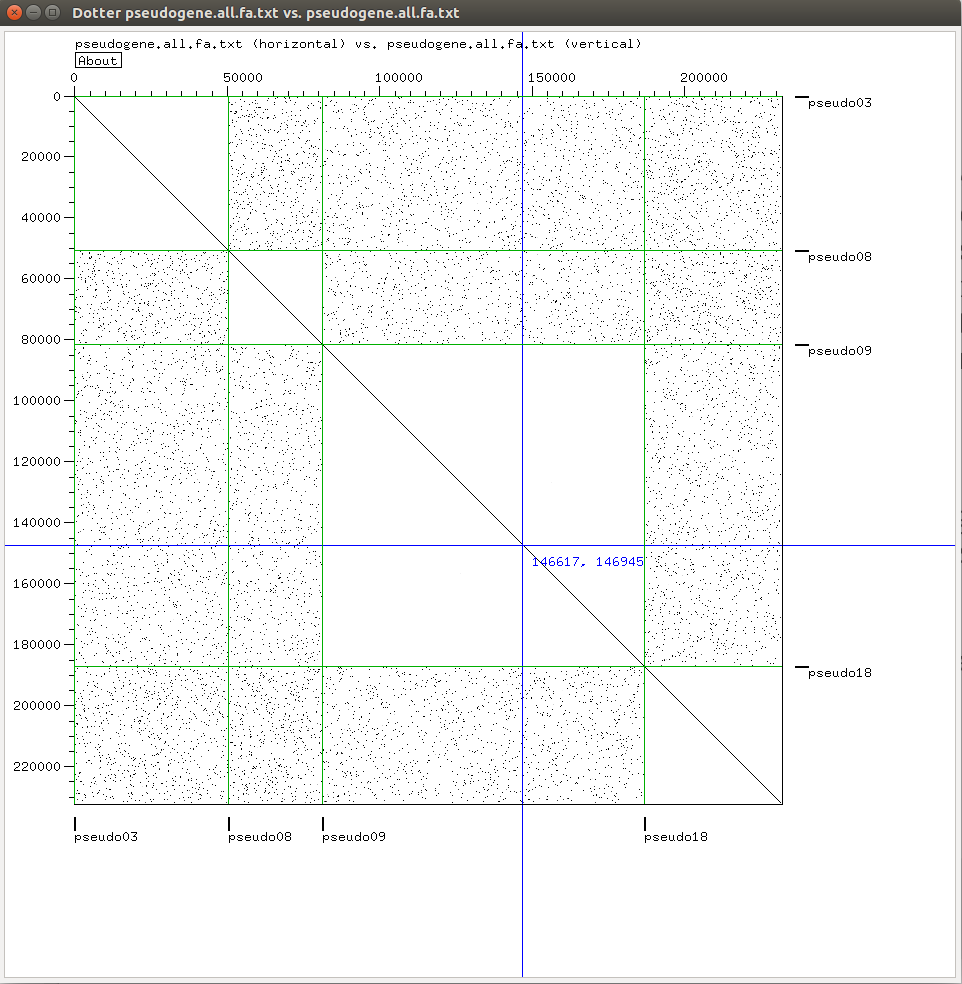 Dotter pseudogene.all.fa.txt vs. pseudogene.all.fa.txt
pseudogene.all.fa.txt (horizontal) vs. pseudogene.all.fa.txt (vertical)
About
0 50000 100000 150000 200000
0
20000
40000
60000
80000
100000
120000
140000
160000
180000
200000
220000
pseudo03
pseudo08
pseudo09
pseudo18
146617, 146945
pseudo03 pseudo08 pseudo09 pseudo18